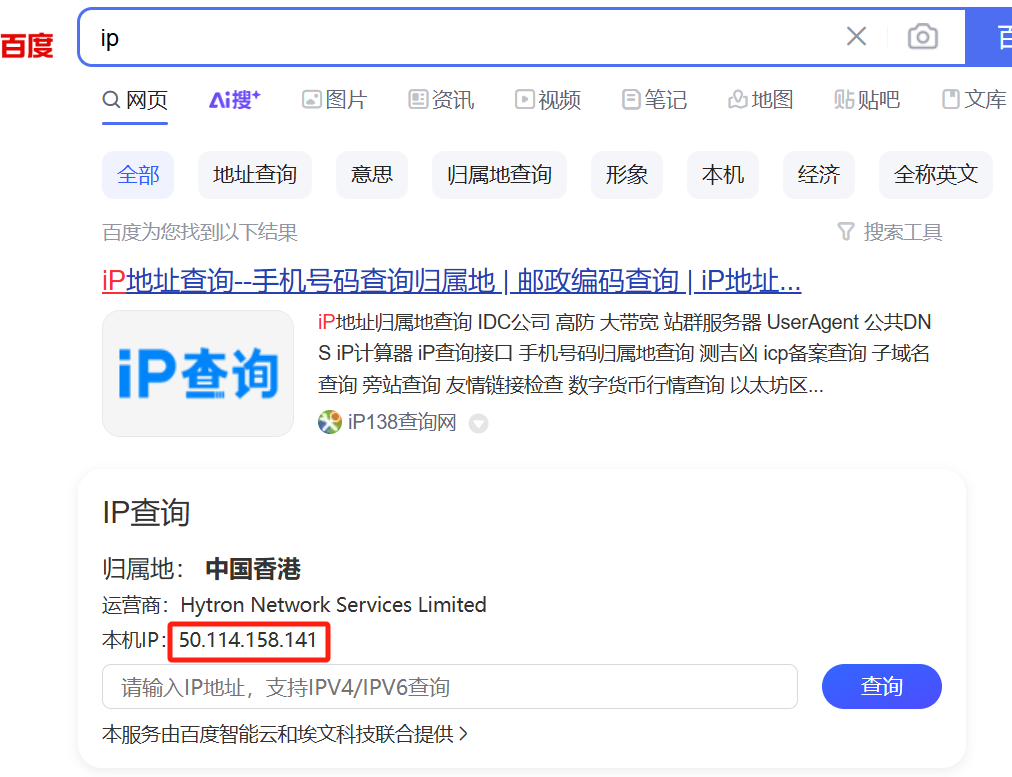 百度
ip
百
网页 Ai搜+ 图片 资讯 视频 笔记 地图 贴吧 文库
全部 地址查询 意思 归属地查询 形象 本机 经济 全称英文
百度为您找到以下结果 搜索工具
iP地址查询--手机号码查询归属地 | 邮政编码查询 | iP地址...
iP查询
iP地址归属地查询 IDC公司 高防 大带宽 站群服务器 UserAgent 公共DN
S iP计算器 iP查询接口 手机号码归属地查询 测吉凶 icp备案查询 子域名
查询 旁站查询 友情链接检查 数字货币行情查询 以太坊区...
iP138查询网
IP查询
归属地： 中国香港
运营商：Hytron Network Services Limited
本机IP: 50.114.158.141
请输入IP地址，支持IPV4/IPV6查询 查询
本服务由百度智能云和埃文科技联合提供 >